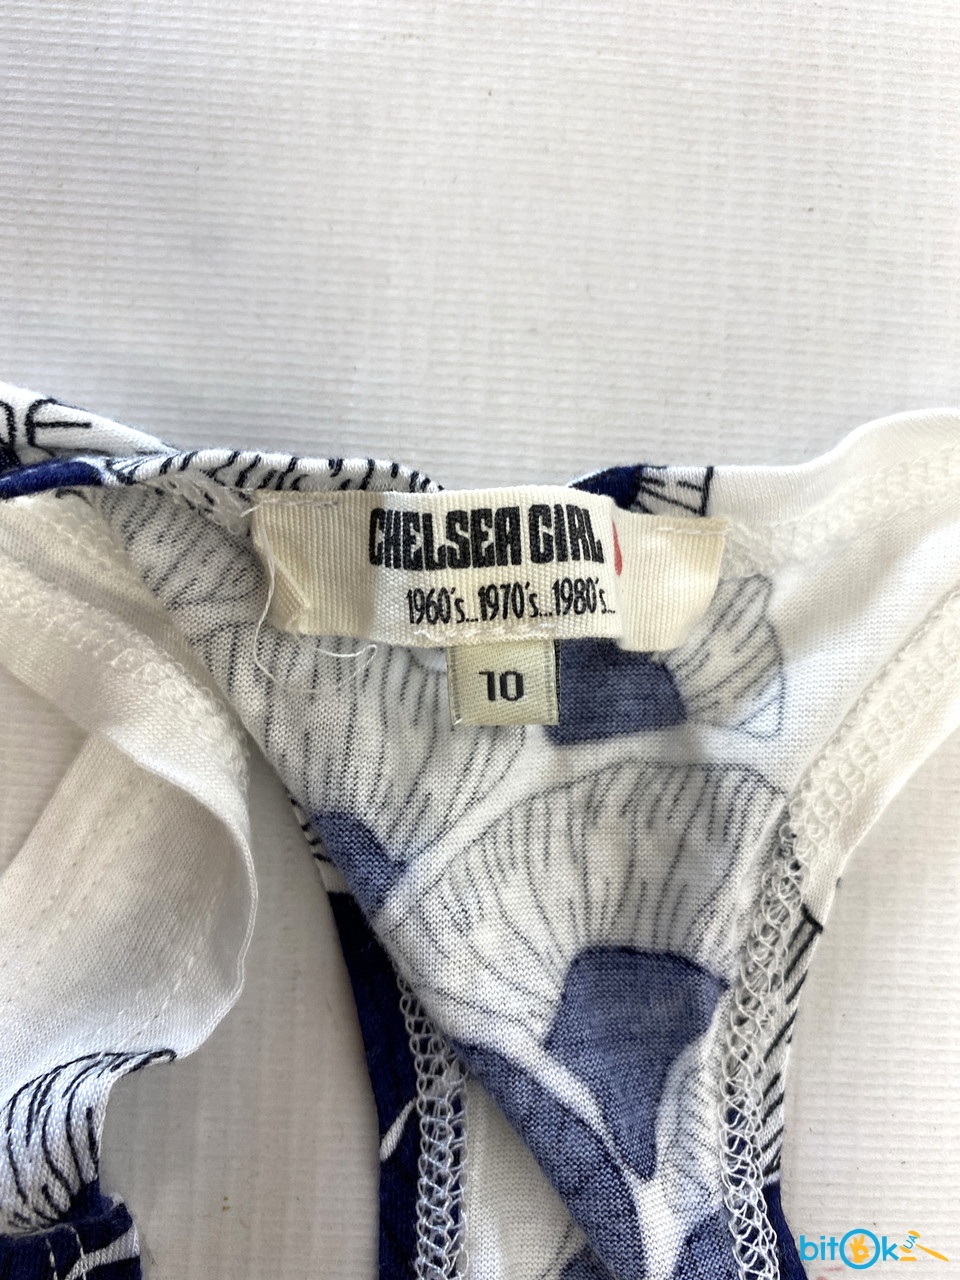 CHELSEA GIRL
1960's...1970's...1980's...
10
bitOk